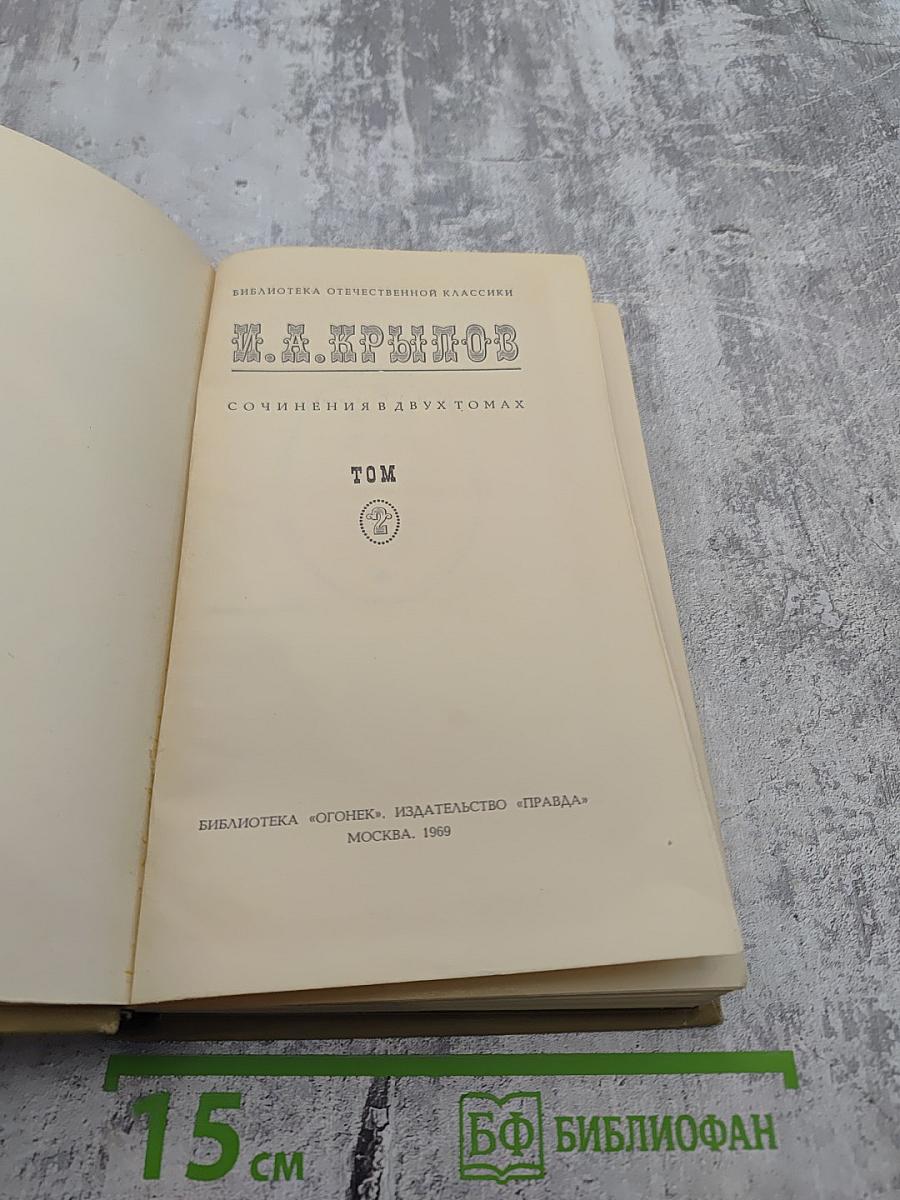 БИБЛИОТЕКА ОТЕЧЕСТВЕННОЙ КЛАССИКИ
И.А.КРЫЛОВ
СОЧИНЕНИЯ В ДВУХ ТОМАХ
ТОМ
2
БИБЛИОТЕКА «ОГОНЕК». ИЗДАТЕЛЬСТВО «ПРАВДА»
МОСКВА. 1969
15 см
БФ БИБЛИОФАН